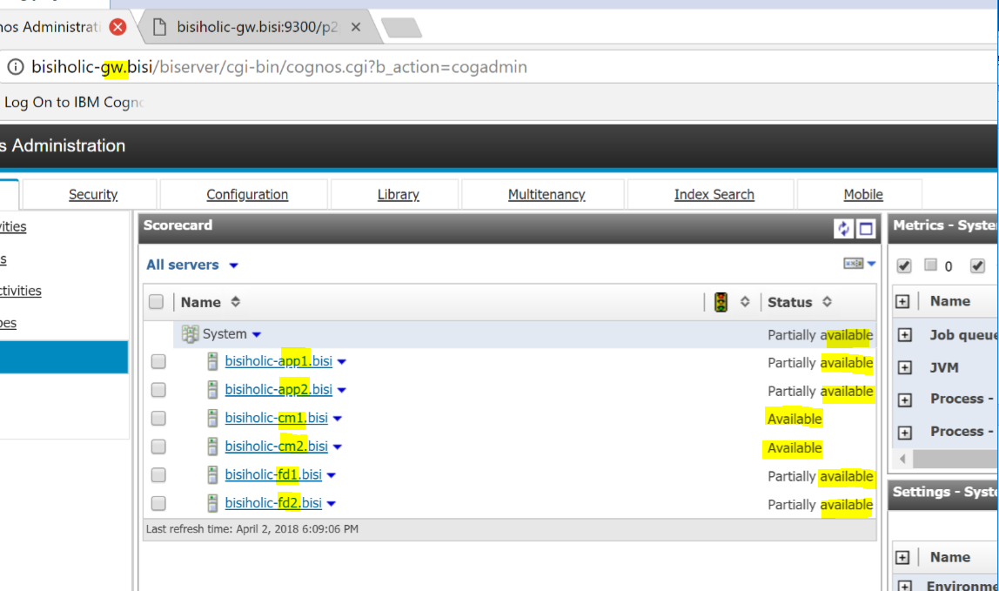 nos Administrati bisiholic-gw.bisi:9300/p2
bisiholic-gw.bisi/biserver/cgi-bin/cognos.cgi?b_action=cogadmin
Log On to IBM Cogno
s Administration
Security Configuration Library Multitenancy Index Search Mobile
vities
s
ctivities
pes
Scorecard
All servers
Name Status
System Partially available
bisiholic-app1.bisi Partially available
bisiholic-app2.bisi Partially available
bisiholic-cm1.bisi Available
bisiholic-cm2.bisi Available
bisiholic-fd1.bisi Partially available
bisiholic-fd2.bisi Partially available
Last refresh time: April 2, 2018 6:09:06 PM
Metrics - Syste
0
Name
Job queue
JVM
Process -
Process -
Settings - Syst
Name
Environme